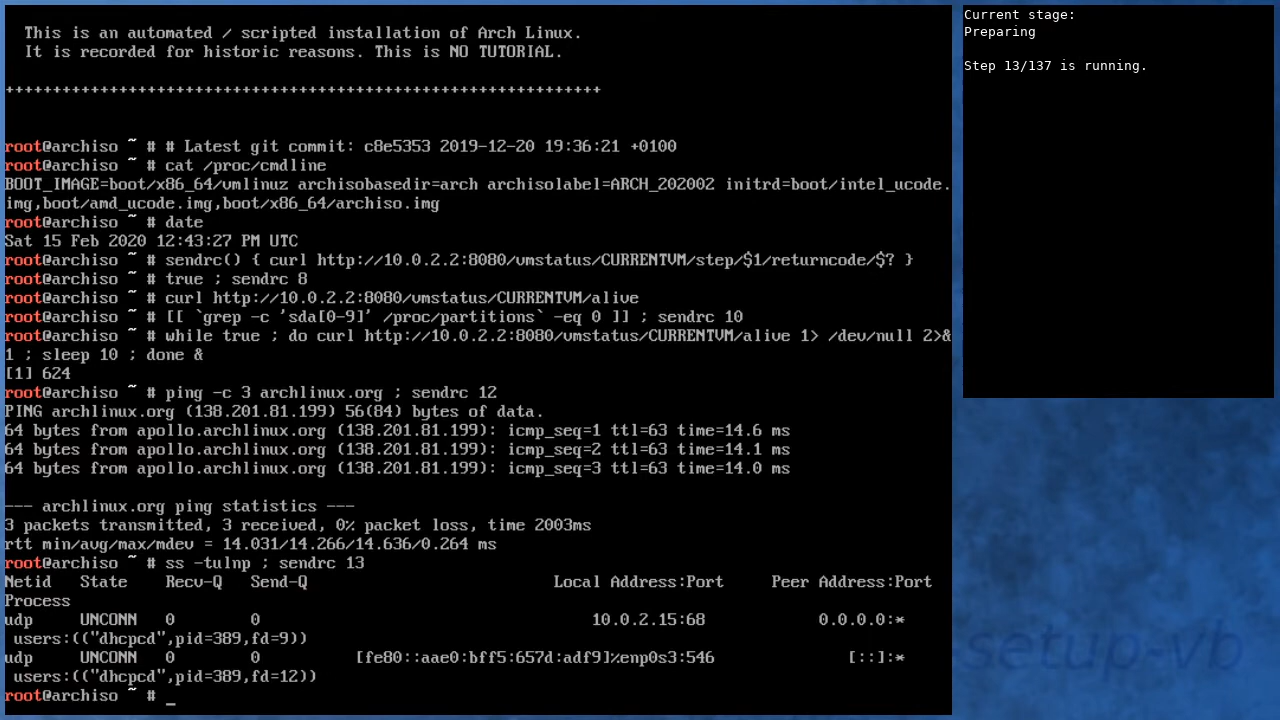 This is an automated / scripted installation of Arch Linux.
It is recorded for historic reasons. This is NO TUTORIAL.
+++++++++++++++++++++++++++++++++++++++++++++++++++++++++++++++
root@archiso ~ # # Latest git commit: c8e5353 2019-12-20 19:36:21 +0100
root@archiso ~ # cat /proc/cmdline
BOOT_IMAGE=boot/x86_64/vmlinuz archisobasedir=arch archisolabel=ARCH_202002 initrd=boot/intel_ucode.
img,boot/amd_ucode.img,boot/x86_64/archiso.img
root@archiso ~ # date
Sat 15 Feb 2020 12:43:27 PM UTC
root@archiso ~ # sendrc() { curl http://10.0.2.2:8080/vmstatus/CURRENTVM/step/$1/returncode/$? }
root@archiso ~ # true ; sendrc 8
root@archiso ~ # curl http://10.0.2.2:8080/vmstatus/CURRENTVM/alive
root@archiso ~ # [[ `grep -c 'sda[0-9]' /proc/partitions` -eq 0 ]] ; sendrc 10
root@archiso ~ # while true ; do curl http://10.0.2.2:8080/vmstatus/CURRENTVM/alive 1> /dev/null 2>&
1 ; sleep 10 ; done &
[1] 624
root@archiso ~ # ping -c 3 archlinux.org ; sendrc 12
PING archlinux.org (138.201.81.199) 56(84) bytes of data.
64 bytes from apollo.archlinux.org (138.201.81.199): icmp_seq=1 ttl=63 time=14.6 ms
64 bytes from apollo.archlinux.org (138.201.81.199): icmp_seq=2 ttl=63 time=14.1 ms
64 bytes from apollo.archlinux.org (138.201.81.199): icmp_seq=3 ttl=63 time=14.0 ms
--- archlinux.org ping statistics ---
3 packets transmitted, 3 received, 0% packet loss, time 2003ms
rtt min/avg/max/mdev = 14.031/14.266/14.636/0.264 ms
root@archiso ~ # ss -tulnp ; sendrc 13
Netid State Recv-Q Send-Q Local Address:Port Peer Address:Port
Process
udp UNCONN 0 0 10.0.2.15:68 0.0.0.0:*
users:(("dhcpcd",pid=389,fd=9))
udp UNCONN 0 0 [fe80::aae0:bff5:657d:adf9]%enp0s3:546 [::]:*
users:(("dhcpcd",pid=389,fd=12))
root@archiso ~ # _
Current stage:
Preparing
Step 13/137 is running.
setup-vb